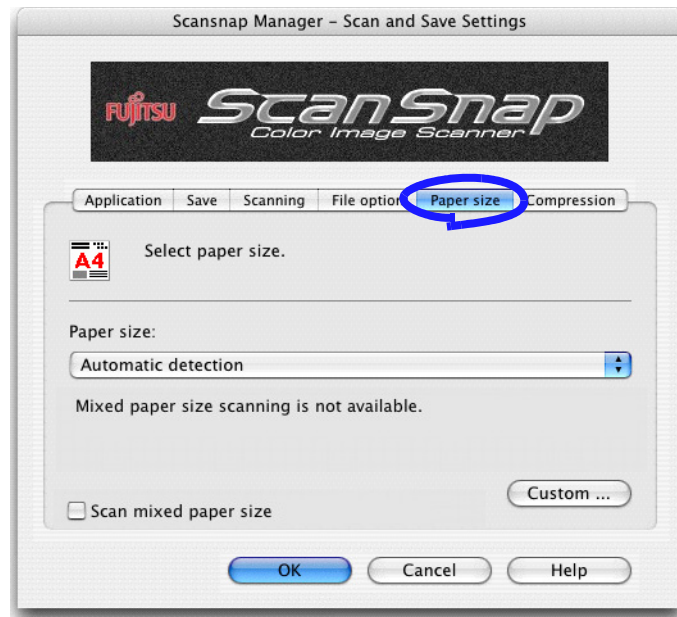 Scansnap Manager – Scan and Save Settings
FUJITSU ScanSnap
Color Image Scanner
Application Save Scanning File option Paper size Compression
A4 Select paper size.
Paper size:
Automatic detection
Mixed paper size scanning is not available.
Custom ...
Scan mixed paper size
OK Cancel Help